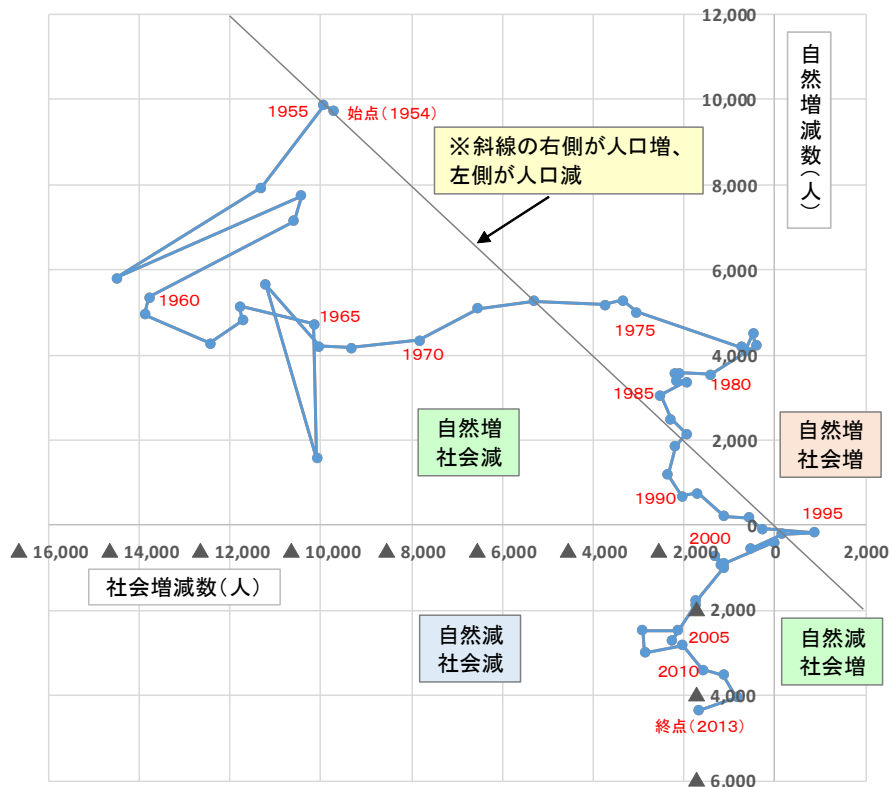 12,000
自然増減数(人)
10,000
1955
始点(1954)
※斜線の右側が人口増、
左側が人口減
8,000
6,000
1960
1965
1975
1970
4,000
1980
1985
自然増
社会減
自然増
社会増
2,000
1990
1995
0
2000
▲ 16,000 ▲ 14,000 ▲ 12,000 ▲ 10,000 ▲ 8,000 ▲ 6,000 ▲ 4,000 ▲ 2,000 0 2,000
社会増減数(人)
▲ 2,000
自然減
社会減
2005
自然減
社会増
2010
▲ 4,000
終点(2013)
▲ 6,000